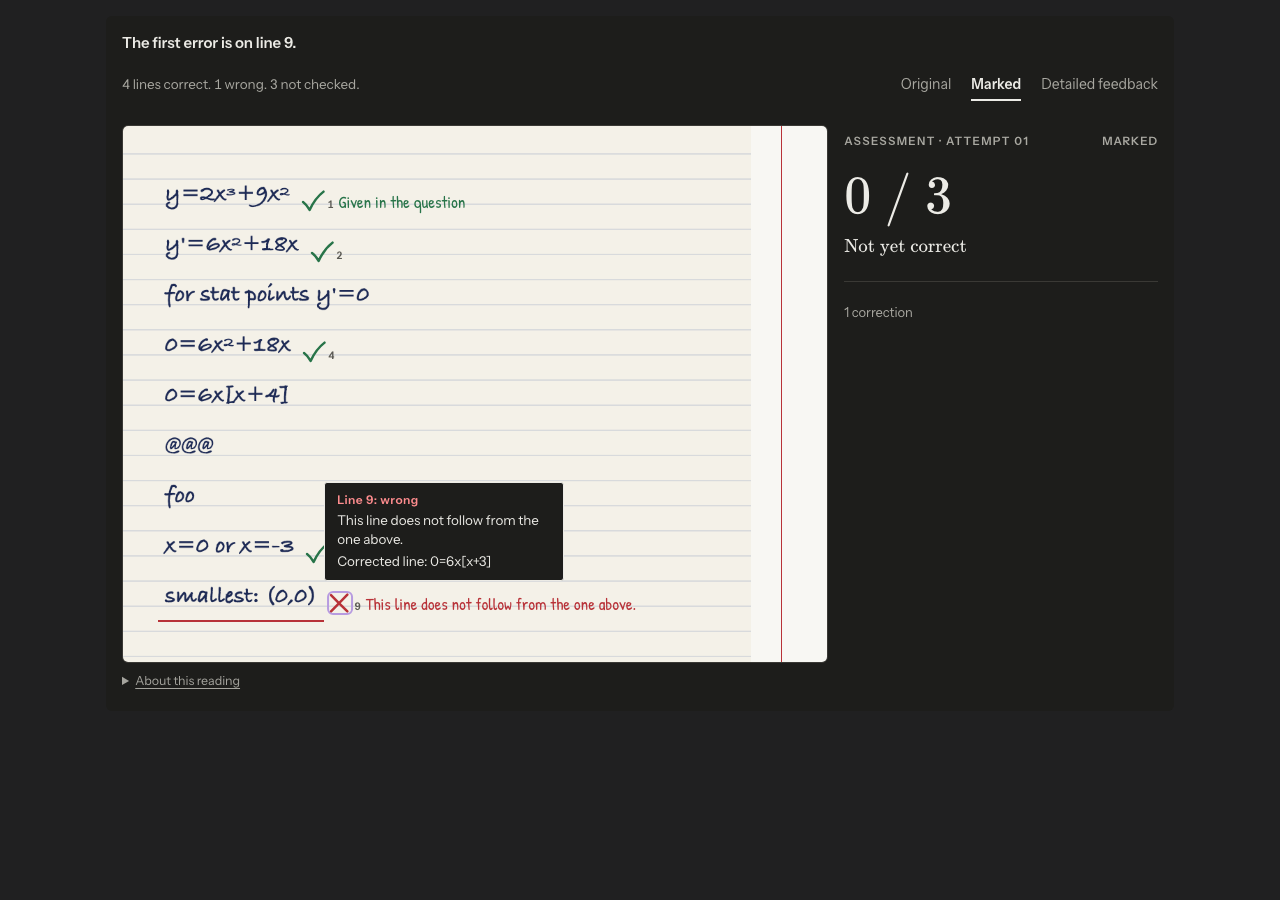 The first error is on line 9.
4 lines correct. 1 wrong. 3 not checked.
Original Marked Detailed feedback
y=2x³+9x² 1 Given in the question
y'=6x²+18x 2
for stat points y'=0
0=6x²+18x 4
0=6x[x+4]
@@@
foo
x=0 or x=-3
Line 9: wrong
This line does not follow from the
one above.
Corrected line: 0=6x[x+3]
smallest: (0,0) 9 This line does not follow from the one above.
About this reading
ASSESSMENT · ATTEMPT 01 MARKED
0 / 3
Not yet correct
1 correction